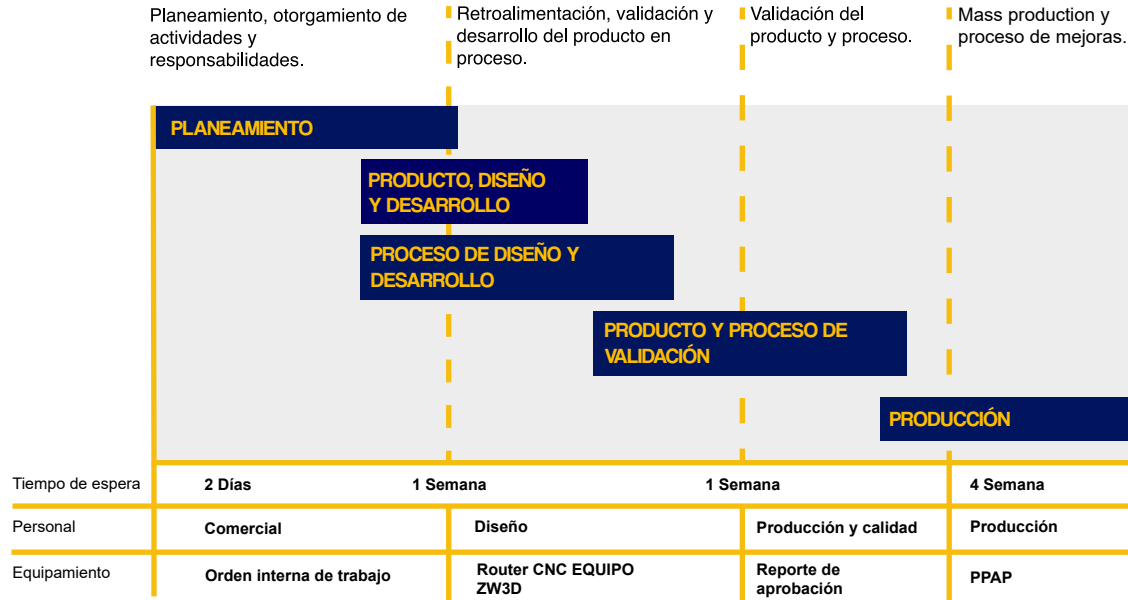 Planeamiento, otorgamiento de
actividades y
responsabilidades.
Retroalimentación, validación y
desarrollo del producto en
proceso.
Validación del
producto y proceso.
Mass production y
proceso de mejoras.
PLANEAMIENTO
PRODUCTO, DISEÑO
Y DESARROLLO
PROCESO DE DISEÑO Y
DESARROLLO
PRODUCTO Y PROCESO DE
VALIDACIÓN
PRODUCCIÓN
Tiempo de espera
2 Días
1 Semana
1 Semana
4 Semana
Personal
Comercial
Diseño
Producción y calidad
Producción
Equipamiento
Orden interna de trabajo
Router CNC EQUIPO
ZW3D
Reporte de
aprobación
PPAP